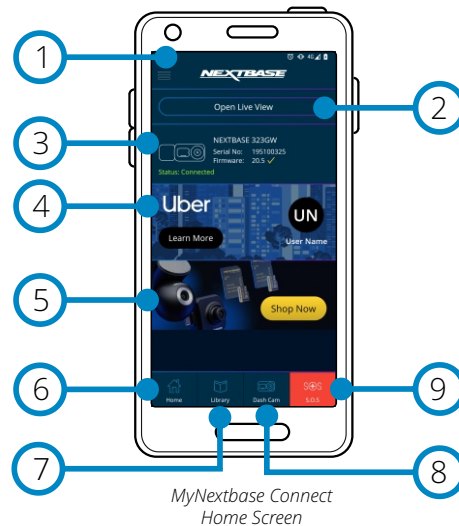 1
4G
NEXTBASE
Open Live View
2
3
NEXTBASE 323GW
Serial No: 195100325
Firmware: 20.5
Status: Connected
4
Uber
UN
Learn More
User Name
5
Shop Now
6
Home
Library
Dash Cam
SOS
S.O.S
9
7
8
MyNextbase Connect
Home Screen